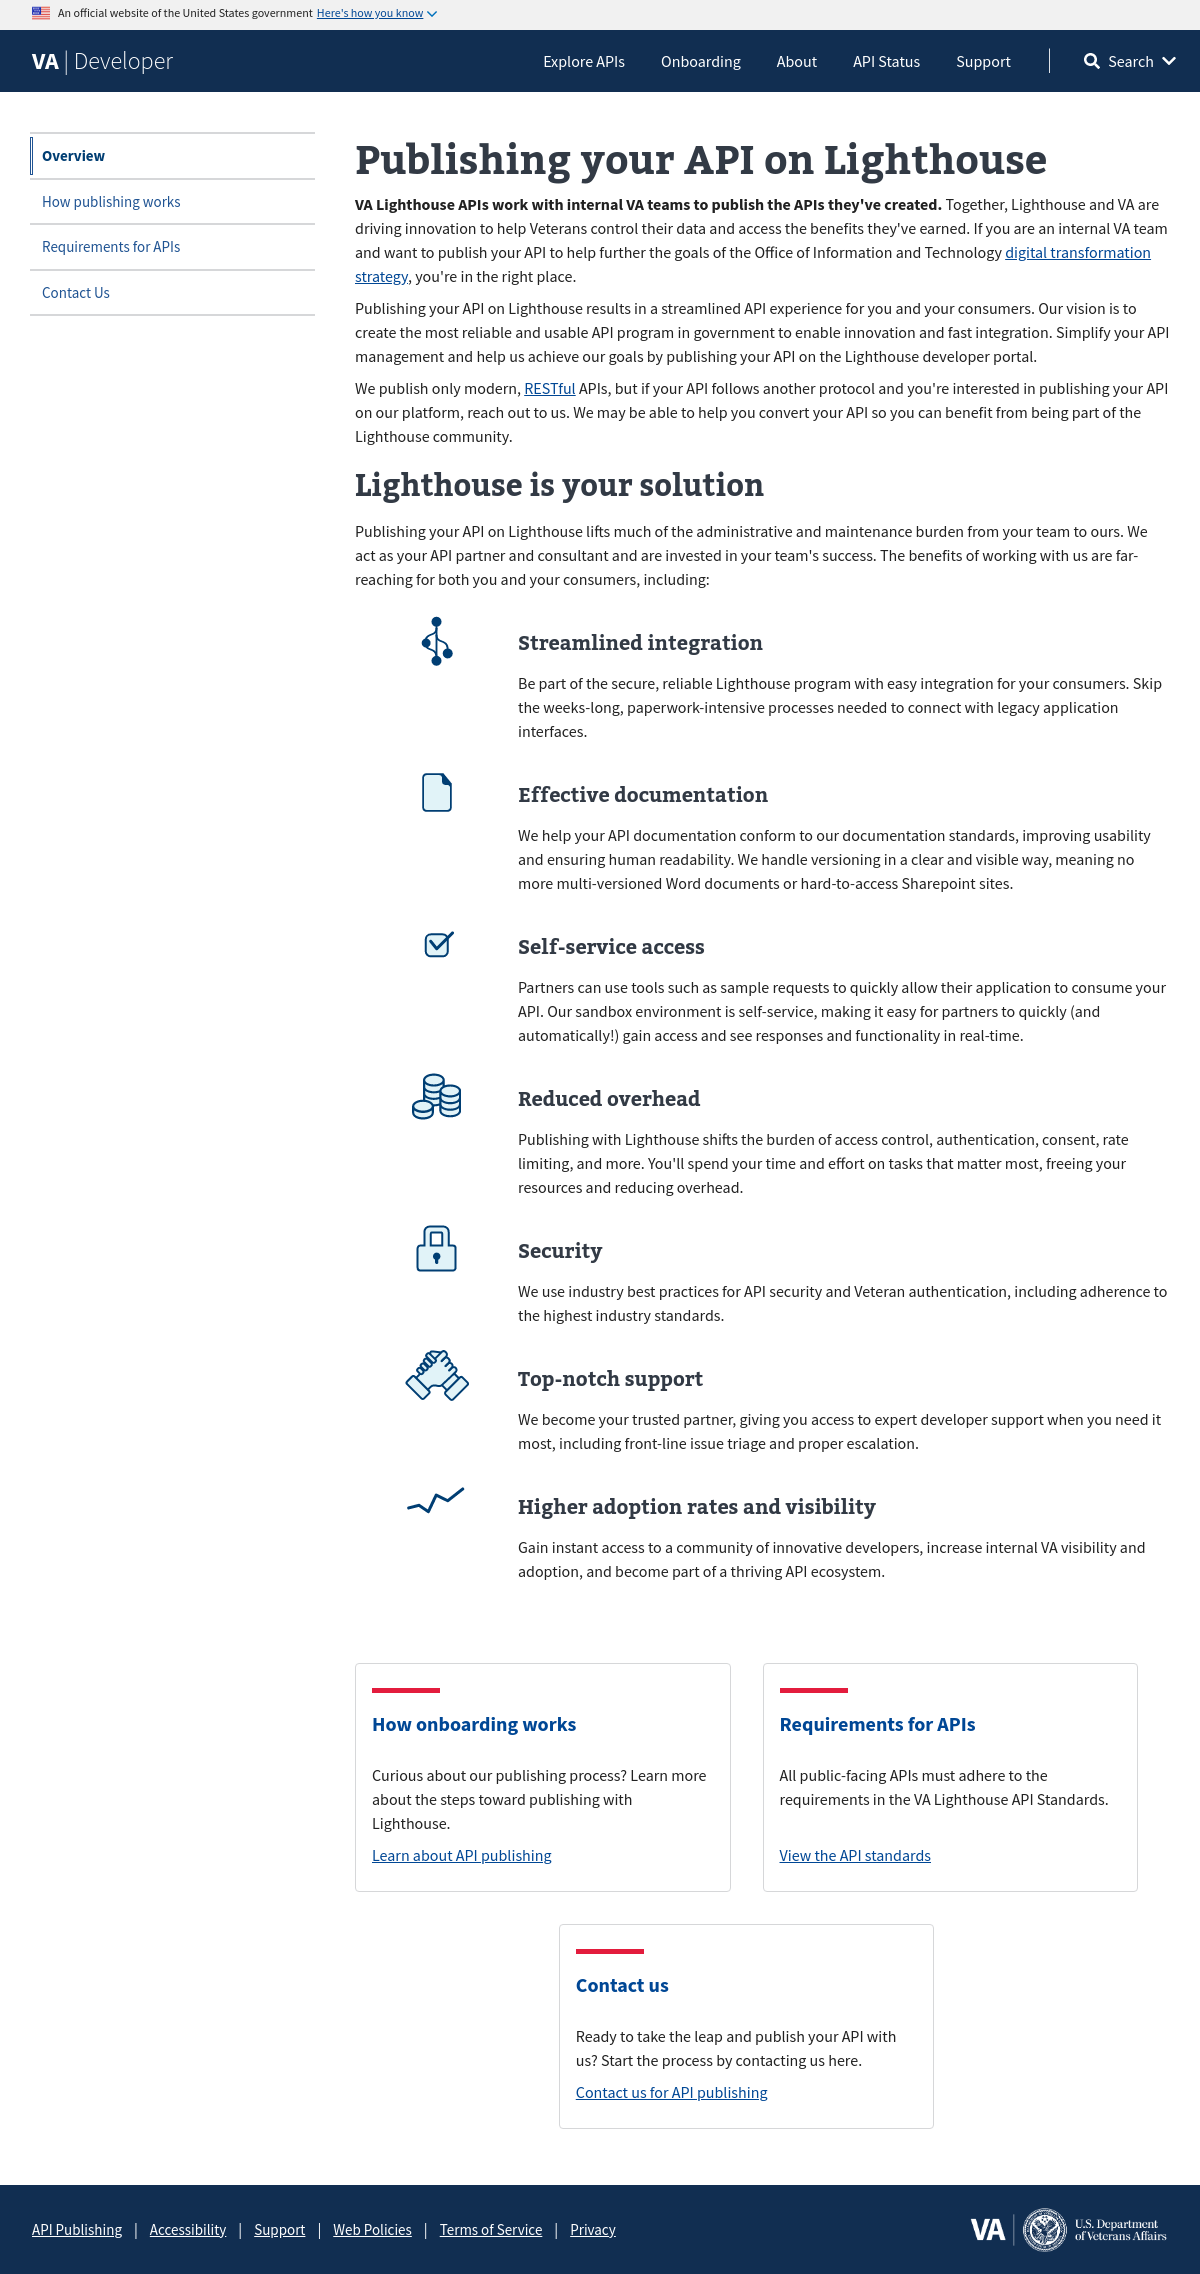 An official website of the United States government Here's how you know
VA | Developer
Explore APIs
Onboarding
About
API Status
Support
Search
Overview
How publishing works
Requirements for APIs
Contact Us
Publishing your API on Lighthouse
VA Lighthouse APIs work with internal VA teams to publish the APIs they've created. Together, Lighthouse and VA are
driving innovation to help Veterans control their data and access the benefits they've earned. If you are an internal VA team
and want to publish your API to help further the goals of the Office of Information and Technology digital transformation
strategy, you're in the right place.
Publishing your API on Lighthouse results in a streamlined API experience for you and your consumers. Our vision is to
create the most reliable and usable API program in government to enable innovation and fast integration. Simplify your API
management and help us achieve our goals by publishing your API on the Lighthouse developer portal.
We publish only modern, RESTful APIs, but if your API follows another protocol and you're interested in publishing your API
on our platform, reach out to us. We may be able to help you convert your API so you can benefit from being part of the
Lighthouse community.
Lighthouse is your solution
Publishing your API on Lighthouse lifts much of the administrative and maintenance burden from your team to ours. We
act as your API partner and consultant and are invested in your team's success. The benefits of working with us are far-
reaching for both you and your consumers, including:
Streamlined integration
Be part of the secure, reliable Lighthouse program with easy integration for your consumers. Skip
the weeks-long, paperwork-intensive processes needed to connect with legacy application
interfaces.
Effective documentation
We help your API documentation conform to our documentation standards, improving usability
and ensuring human readability. We handle versioning in a clear and visible way, meaning no
more multi-versioned Word documents or hard-to-access Sharepoint sites.
Self-service access
Partners can use tools such as sample requests to quickly allow their application to consume your
API. Our sandbox environment is self-service, making it easy for partners to quickly (and
automatically!) gain access and see responses and functionality in real-time.
Reduced overhead
Publishing with Lighthouse shifts the burden of access control, authentication, consent, rate
limiting, and more. You'll spend your time and effort on tasks that matter most, freeing your
resources and reducing overhead.
Security
We use industry best practices for API security and Veteran authentication, including adherence to
the highest industry standards.
Top-notch support
We become your trusted partner, giving you access to expert developer support when you need it
most, including front-line issue triage and proper escalation.
Higher adoption rates and visibility
Gain instant access to a community of innovative developers, increase internal VA visibility and
adoption, and become part of a thriving API ecosystem.
How onboarding works
Curious about our publishing process? Learn more
about the steps toward publishing with
Lighthouse.
Learn about API publishing
Requirements for APIs
All public-facing APIs must adhere to the
requirements in the VA Lighthouse API Standards.
View the API standards
Contact us
Ready to take the leap and publish your API with
us? Start the process by contacting us here.
Contact us for API publishing
API Publishing | Accessibility | Support | Web Policies | Terms of Service | Privacy
VA
U.S. Department
of Veterans Affairs